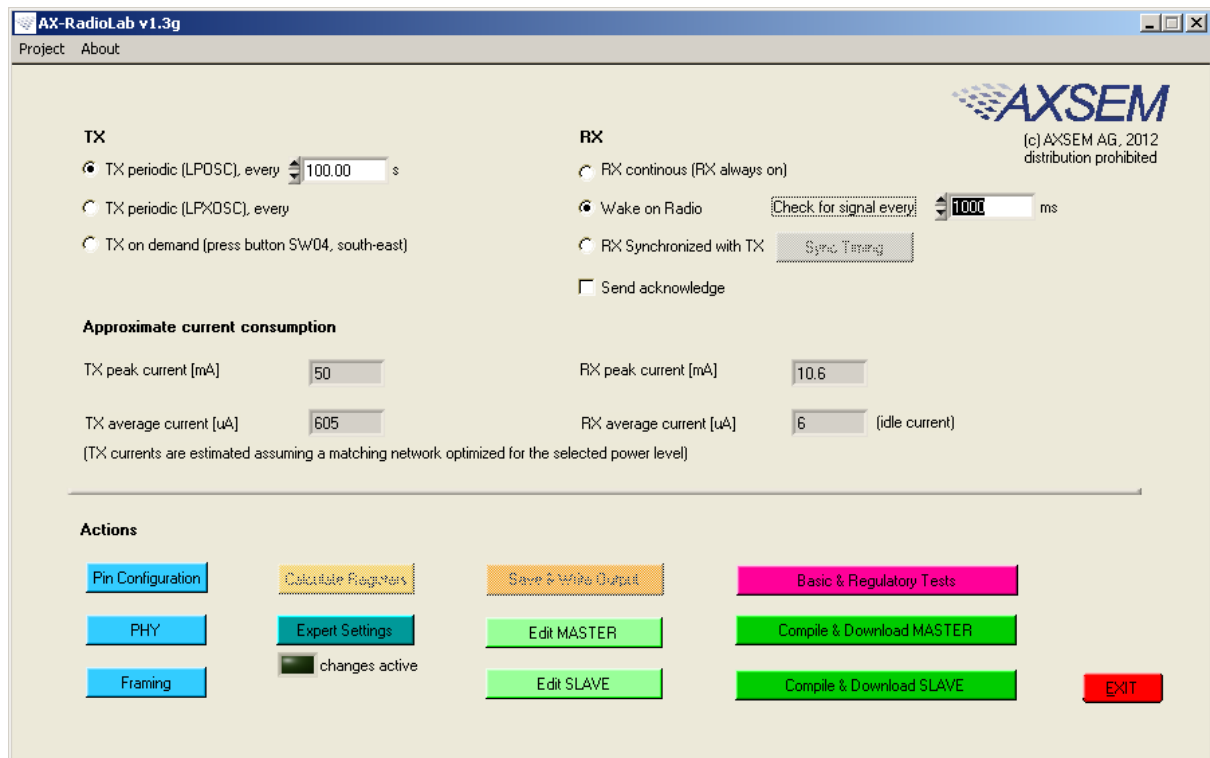 AX-RadioLab v1.3g
Project About
AXSEM
(c) AXSEM AG, 2012
distribution prohibited
TX
TX periodic (LPOSC), every 100.00 s
TX periodic (LPXOSC), every
TX on demand (press button SW04, south-east)
RX
RX continous (RX always on)
Wake on Radio Check for signal every 1000 ms
RX Synchronized with TX Sync Timing
Send acknowledge
Approximate current consumption
TX peak current [mA] 50 RX peak current [mA] 10.6
TX average current [uA] 605 RX average current [uA] 6 (idle current)
(TX currents are estimated assuming a matching network optimized for the selected power level)
Actions
Pin Configuration Calculate Registers Save & Write Output Basic & Regulatory Tests
PHY Expert Settings Edit MASTER Compile & Download MASTER
changes active
Framing Edit SLAVE Compile & Download SLAVE EXIT